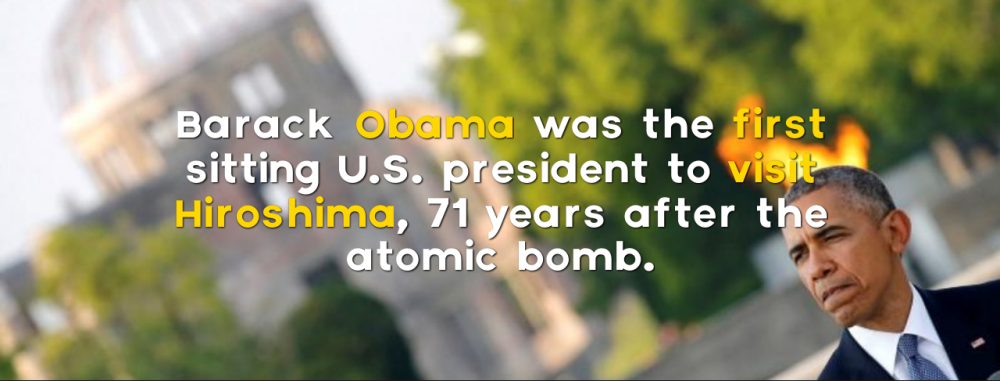 Barack Obama was the first
sitting U.S. president to visit
Hiroshima, 71 years after the
atomic bomb.